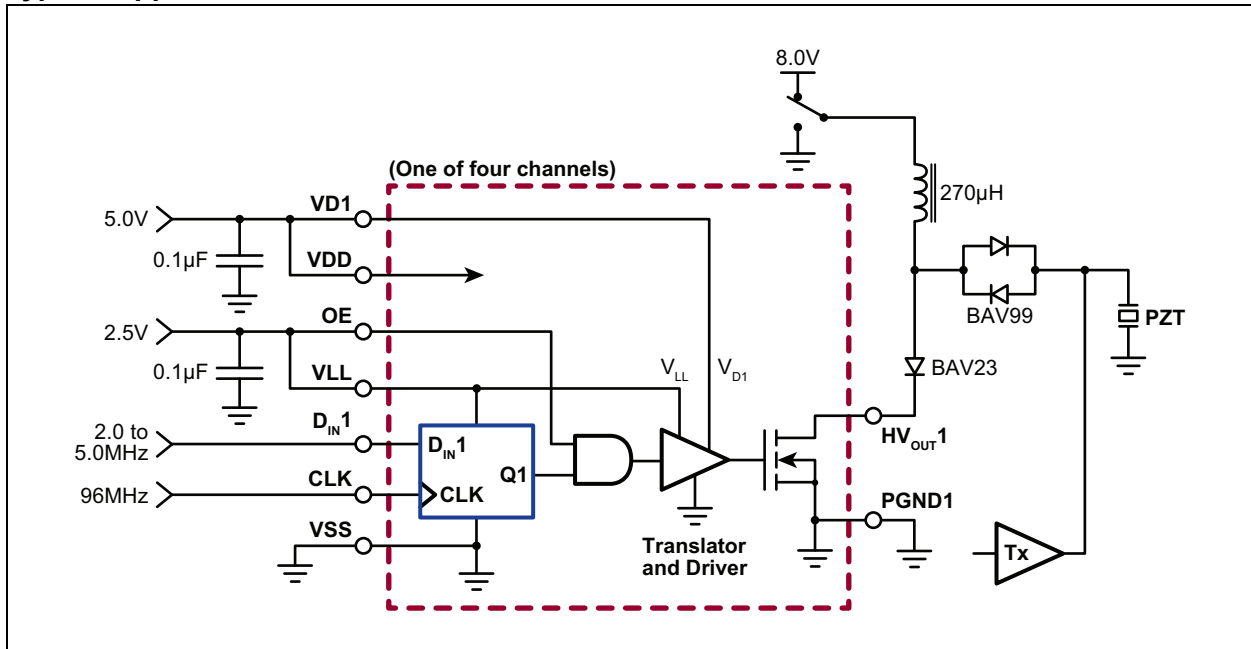 8.0V
(One of four channels)
270µH
5.0V
VD1
0.1µF
VDD
BAV99
PZT
2.5V
OE
0.1µF
VLL
V_LL
V_D1
BAV23
2.0 to
5.0MHz
D_IN1
D_IN1
Q1
HV_OUT1
96MHz
CLK
CLK
PGND1
VSS
Translator
and Driver
Tx